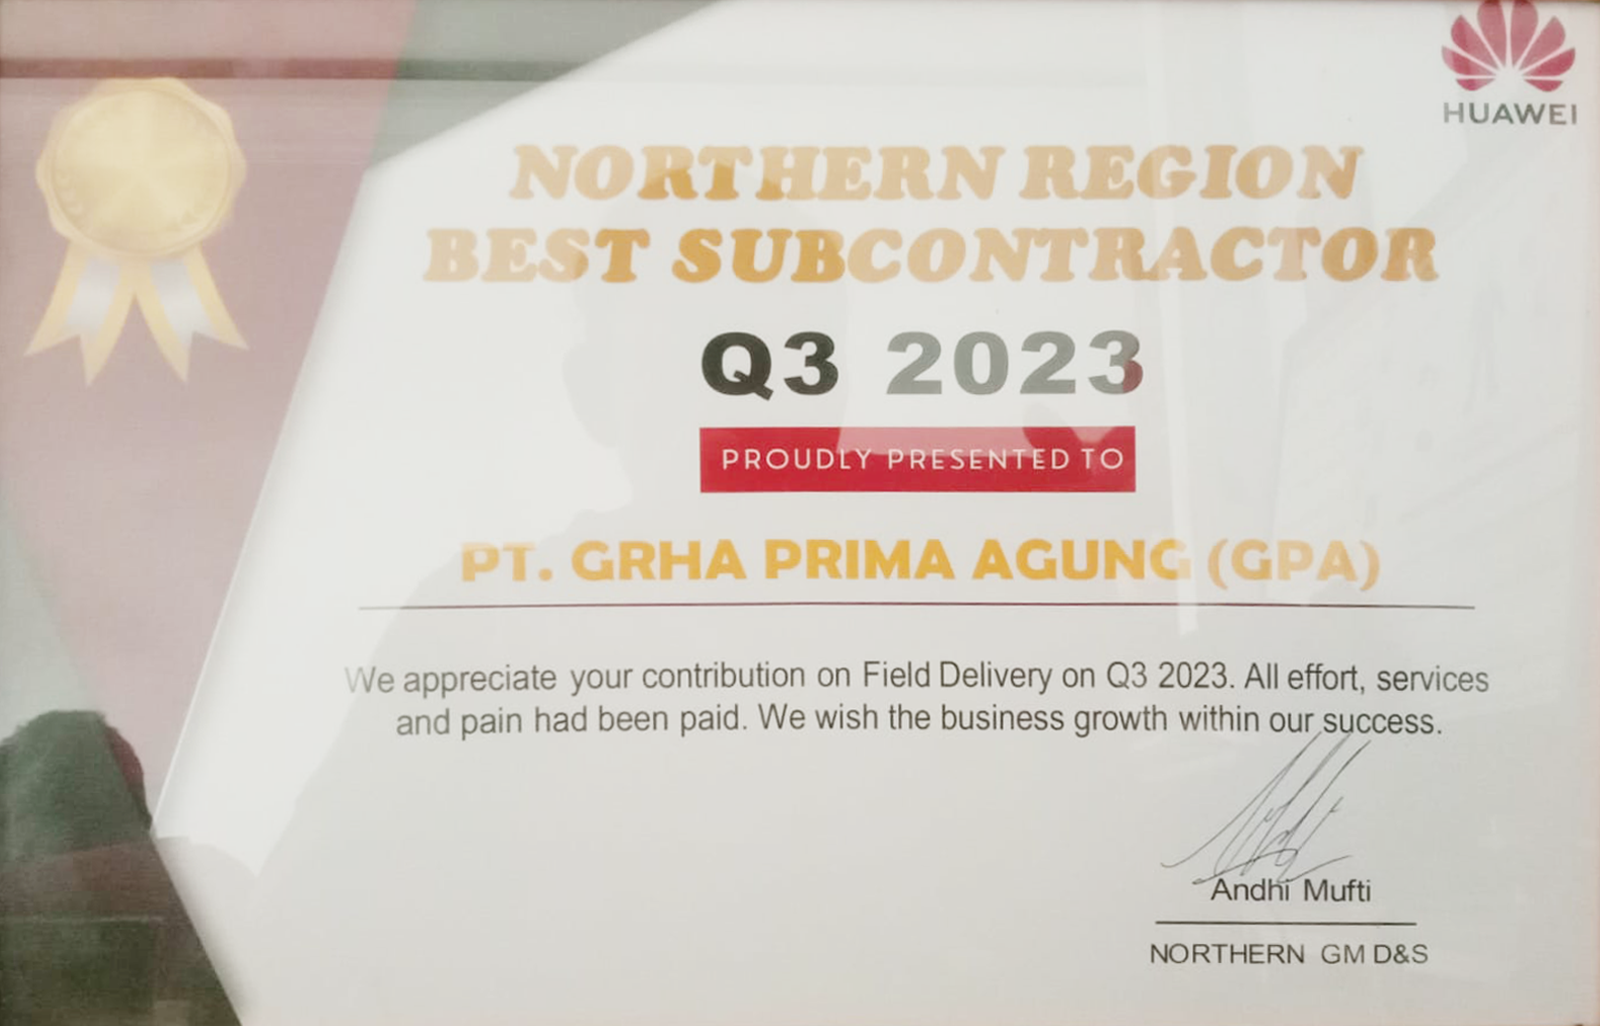 HUAWEI
NORTHERN REGION
BEST SUBCONTRACTOR
Q3 2023
PROUDLY PRESENTED TO
PT. GRHA PRIMA AGUNG (GPA)
We appreciate your contribution on Field Delivery on Q3 2023. All effort, services
and pain had been paid. We wish the business growth within our success.
Andhi Mufti
NORTHERN GM D&S